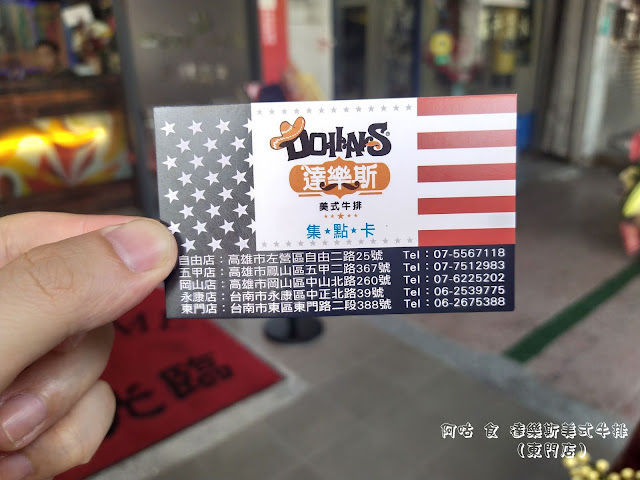 DOHERS
達樂斯
美式牛排
集★點★卡
自由店：高雄市左營區自由二路25號 Tel：07-5567118
五甲店：高雄市鳳山區五甲二路367號 Tel：07-7512983
岡山店：高雄市岡山區中山北路260號 Tel：07-6225202
永康店：台南市永康區中正北路39號 Tel：06-2539775
東門店：台南市東區東門路二段388號 Tel：06-2675388
光臨
阿咕 食 達樂斯美式牛排
(東門店)